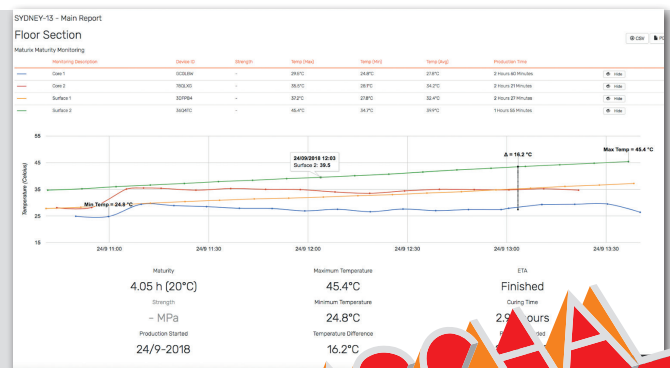 SYDNEY-13 - Main Report
Floor Section
CSV
Maturix Maturity Monitoring
Monitoring Description Device ID Strength Temp (Max) Temp (Min) Temp (Avg) Production Time
Core 1 - 29.6°C 24.8°C 27.8°C 2 Hours 50 Minutes Hide
Core 2 - 35.5°C 28.1°C 34.2°C 2 Hours 21 Minutes Hide
Surface 1 - 37.2°C 27.8°C 32.4°C 2 Hours 27 Minutes Hide
Surface 2 - 45.4°C 34.7°C 39.9°C 1 Hours 55 Minutes Hide
Temperature (Celsius)
55
45
35
25
15
24/09/2018 12:03
Surface 2: 39.5
Δ = 16.2 °C
Max Temp = 45.4 °C
Min Temp = 24.8 °C
24/9 11:00 24/9 11:30 24/9 12:00 24/9 12:30 24/9 13:00 24/9 13:30
Maturity Maximum Temperature ETA
4.05 h (20°C) 45.4°C Finished
Strength Minimum Temperature Curing Time
- MPa 24.8°C
Production Started Temperature Difference
24/9-2018 16.2°C